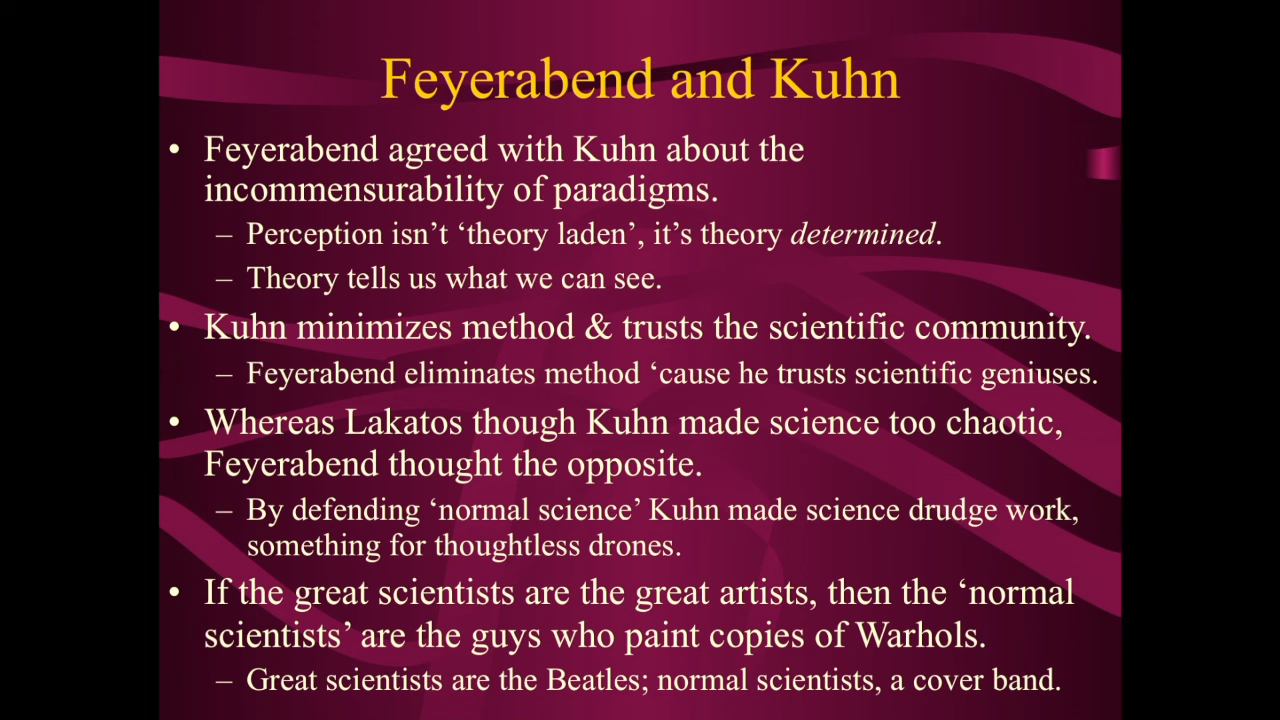 Feyerabend and Kuhn
• Feyerabend agreed with Kuhn about the
incommensurability of paradigms.
– Perception isn’t ‘theory laden’, it’s theory determined.
– Theory tells us what we can see.
• Kuhn minimizes method & trusts the scientific community.
– Feyerabend eliminates method ‘cause he trusts scientific geniuses.
• Whereas Lakatos though Kuhn made science too chaotic,
Feyerabend thought the opposite.
– By defending ‘normal science’ Kuhn made science drudge work,
something for thoughtless drones.
• If the great scientists are the great artists, then the ‘normal
scientists’ are the guys who paint copies of Warhols.
– Great scientists are the Beatles; normal scientists, a cover band.